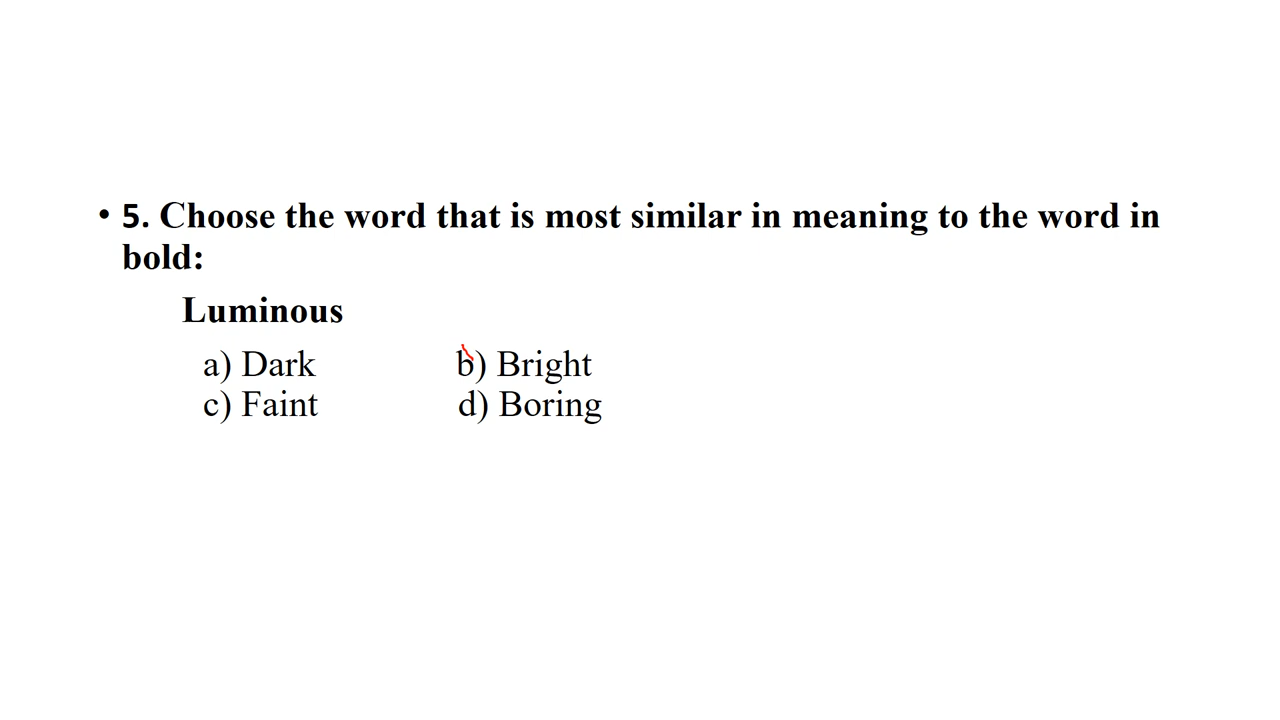 • 5. Choose the word that is most similar in meaning to the word in
bold:
Luminous
a) Dark b) Bright
c) Faint d) Boring